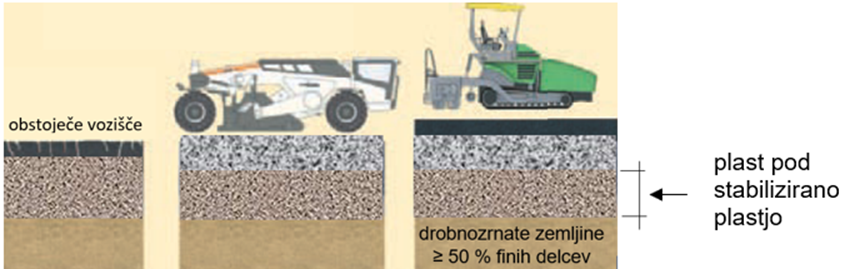 obstoječe vozišče
plast pod
stabilizirano
plastjo
drobnozrnate zemljine
≥ 50 % finih delcev